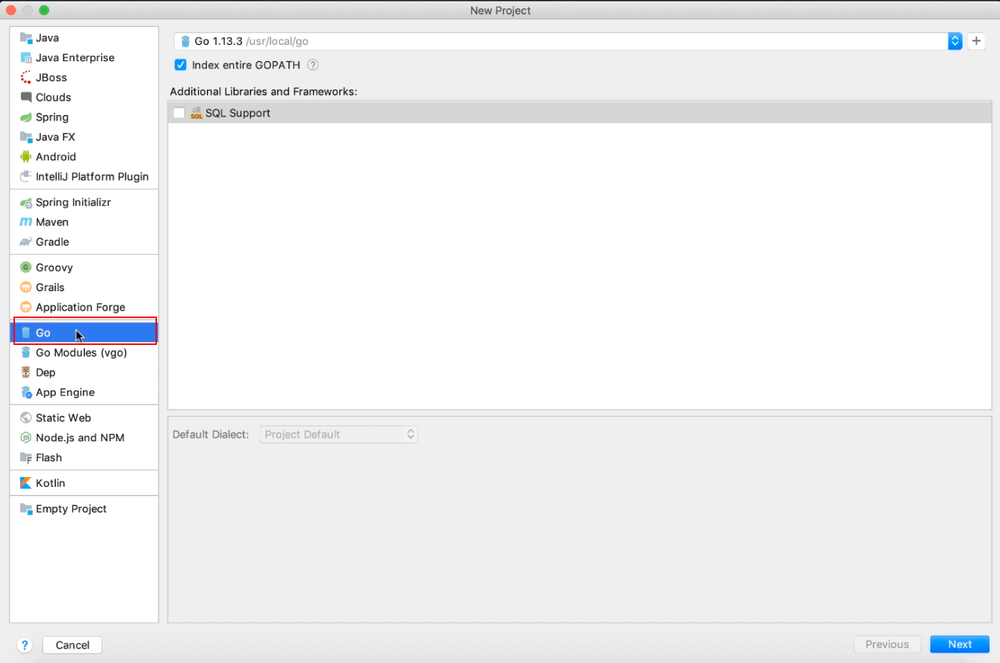 New Project
Java
Java Enterprise
JBoss
Clouds
Spring
Java FX
Android
IntelliJ Platform Plugin
Spring Initializr
Maven
Gradle
Groovy
Grails
Application Forge
Go
Go Modules (vgo)
Dep
App Engine
Static Web
Node.js and NPM
Flash
Kotlin
Empty Project
Go 1.13.3 /usr/local/go
Index entire GOPATH ?
Additional Libraries and Frameworks:
SQL SQL Support
Default Dialect: Project Default
? Cancel Previous Next